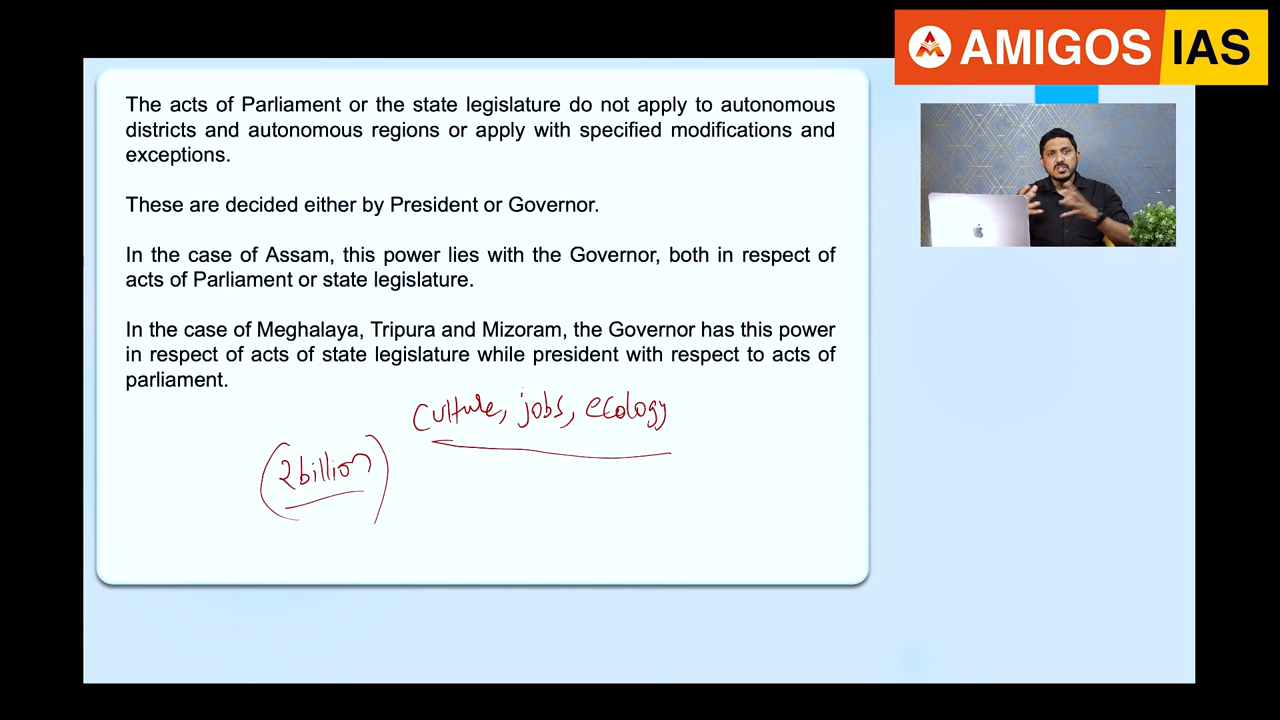 AMIGOS IAS
The acts of Parliament or the state legislature do not apply to autonomous
districts and autonomous regions or apply with specified modifications and
exceptions.
These are decided either by President or Governor.
In the case of Assam, this power lies with the Governor, both in respect of
acts of Parliament or state legislature.
In the case of Meghalaya, Tripura and Mizoram, the Governor has this power
in respect of acts of state legislature while president with respect to acts of
parliament.
culture, jobs, ecology
(2 billion)